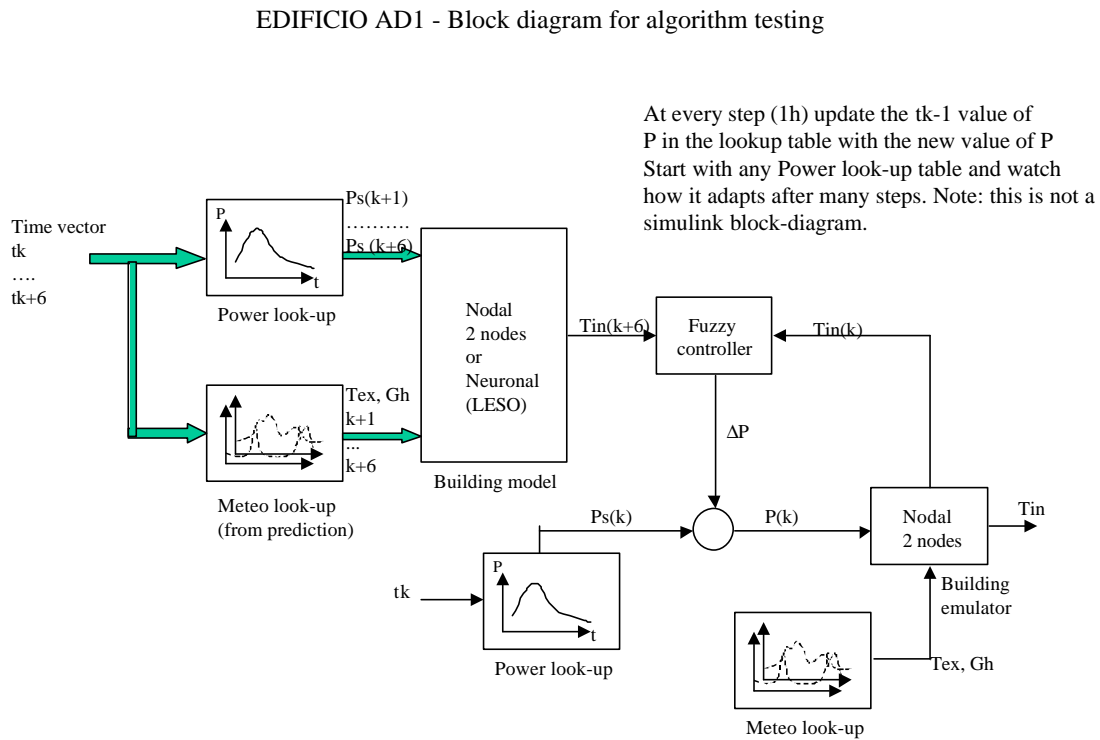 EDIFICIO AD1 - Block diagram for algorithm testing
At every step (1h) update the tk-1 value of
P in the lookup table with the new value of P
Start with any Power look-up table and watch
how it adapts after many steps. Note: this is not a
simulink block-diagram.
Time vector
tk
....
tk+6
P
t
Power look-up
Ps(k+1)
..........
Ps (k+6)
Tex, Gh
k+1
...
k+6
Meteo look-up
(from prediction)
Nodal
2 nodes
or
Neuronal
(LESO)
Building model
Tin(k+6)
Fuzzy
controller
Tin(k)
ΔP
Ps(k)
P(k)
Nodal
2 nodes
Tin
Building
emulator
tk
P
t
Power look-up
Tex, Gh
Meteo look-up